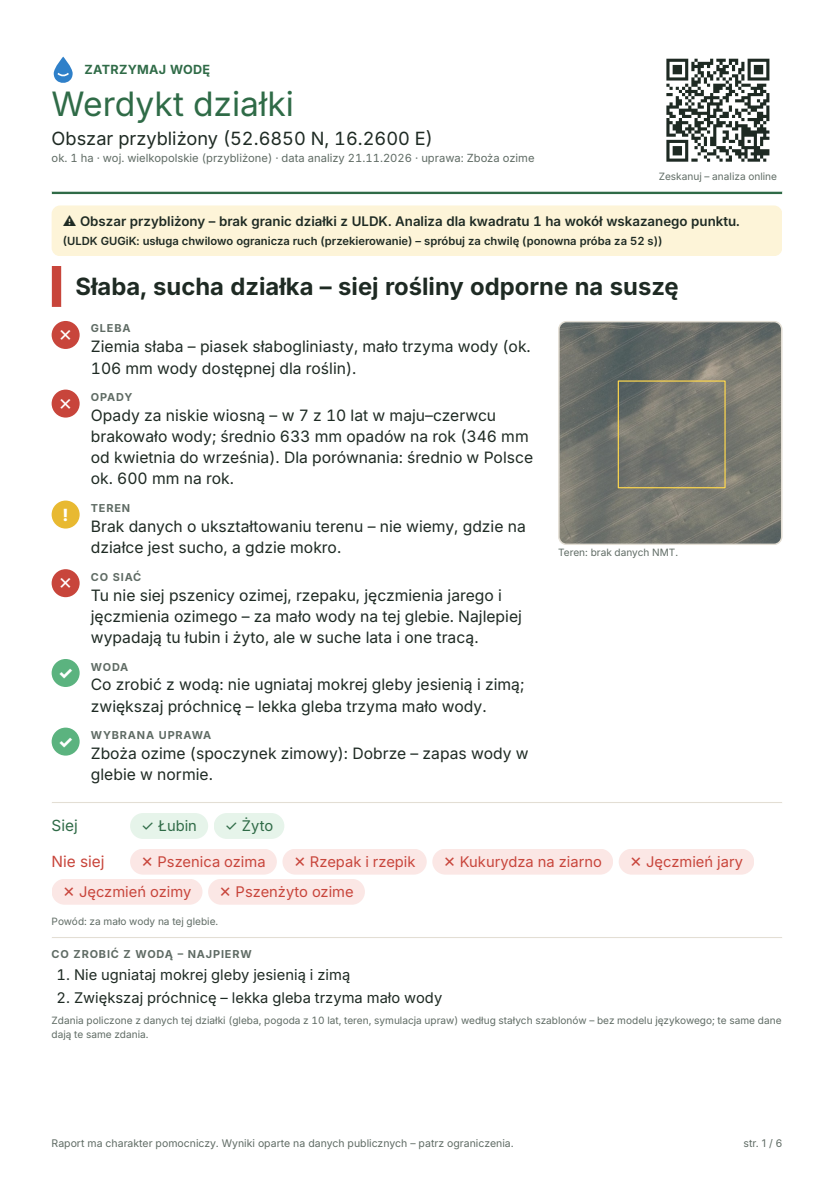 ZATRZYMAJ WODĘ
Werdykt działki
Obszar przybliżony (52.6850 N, 16.2600 E)
ok. 1 ha · woj. wielkopolskie (przybliżone) · data analizy 21.11.2026 · uprawa: Zboża ozime
Zeskanuj – analiza online
⚠ Obszar przybliżony – brak granic działki z ULDK. Analiza dla kwadratu 1 ha wokół wskazanego punktu.
(ULDK GUGiK: usługa chwilowo ogranicza ruch (przekierowanie) – spróbuj za chwilę (ponowna próba za 52 s))
Słaba, sucha działka – siej rośliny odporne na suszę
GLEBA
Ziemia słaba – piasek słabogliniasty, mało trzyma wody (ok.
106 mm wody dostępnej dla roślin).
OPADY
Opady za niskie wiosną – w 7 z 10 lat w maju–czerwcu
brakowało wody; średnio 633 mm opadów na rok (346 mm
od kwietnia do września). Dla porównania: średnio w Polsce
ok. 600 mm na rok.
TEREN
Brak danych o ukształtowaniu terenu – nie wiemy, gdzie na
działce jest sucho, a gdzie mokro.
Teren: brak danych NMT.
CO SIAĆ
Tu nie siej pszenicy ozimej, rzepaku, jęczmienia jarego i
jęczmienia ozimego – za mało wody na tej glebie. Najlepiej
wypadają tu łubin i żyto, ale w suche lata i one tracą.
WODA
Co zrobić z wodą: nie ugniataj mokrej gleby jesienią i zimą;
zwiększaj próchnicę – lekka gleba trzyma mało wody.
WYBRANA UPRAWA
Zboża ozime (spoczynek zimowy): Dobrze – zapas wody w
glebie w normie.
Siej ✓ Łubin ✓ Żyto
Nie siej ✕ Pszenica ozima ✕ Rzepak i rzepik ✕ Kukurydza na ziarno ✕ Jęczmień jary
✕ Jęczmień ozimy ✕ Pszenżyto ozime
Powód: za mało wody na tej glebie.
CO ZROBIĆ Z WODĄ – NAJPIERW
1. Nie ugniataj mokrej gleby jesienią i zimą
2. Zwiększaj próchnicę – lekka gleba trzyma mało wody
Zdania policzone z danych tej działki (gleba, pogoda z 10 lat, teren, symulacja upraw) według stałych szablonów – bez modelu językowego; te same dane
dają te same zdania.
Raport ma charakter pomocniczy. Wyniki oparte na danych publicznych – patrz ograniczenia. str. 1 / 6